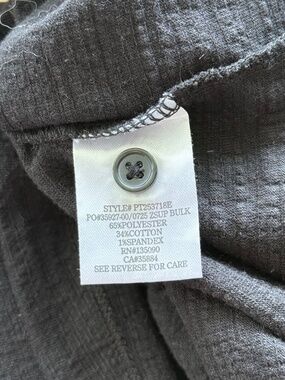 STYLE# PT253718E
PO#35927-00/0725 ZSUP BULK
65%POLYESTER
34%COTTON
1%SPANDEX
RN#135090
CA#35884
SEE REVERSE FOR CARE